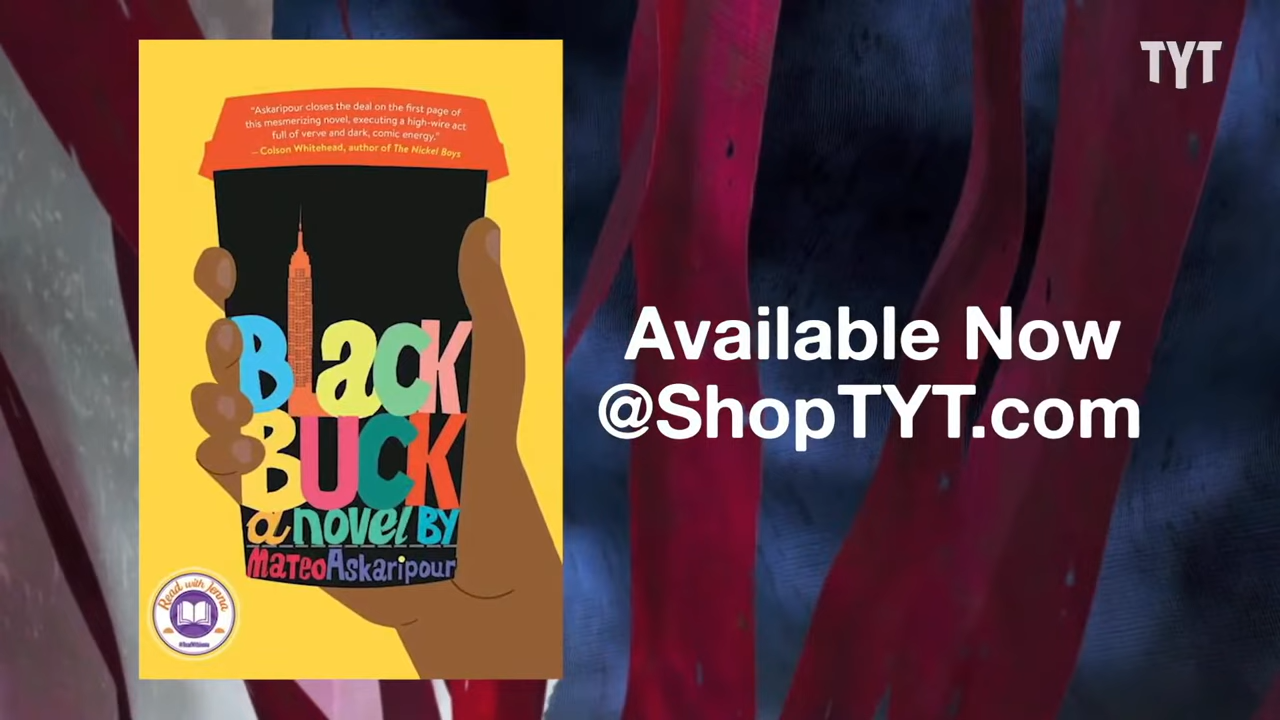 TYT
"Askaripour closes the deal on the first page of
this mesmerizing novel, executing a high-wire act
full of verve and dark, comic energy."
— Colson Whitehead, author of The Nickel Boys
BLaCK
BUCK
a novel BY
MaTeo Askaripour
Read with Jenna
Available Now
@ShopTYT.com